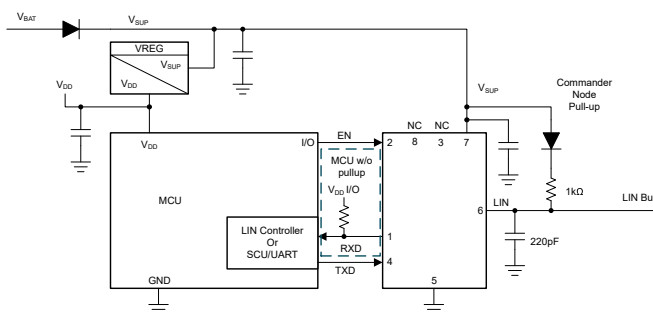 VBAT
VSUP
VREG
VSUP
VDD
VDD
VDD
MCU
I/O
EN
MCU w/o
pullup
VDD I/O
LIN Controller
Or
SCU/UART
RXD
TXD
GND
NC
NC
2
8
3
7
1
4
5
6
VSUP
Commander
Node
Pull-up
1kΩ
LIN
LIN Bu
220pF